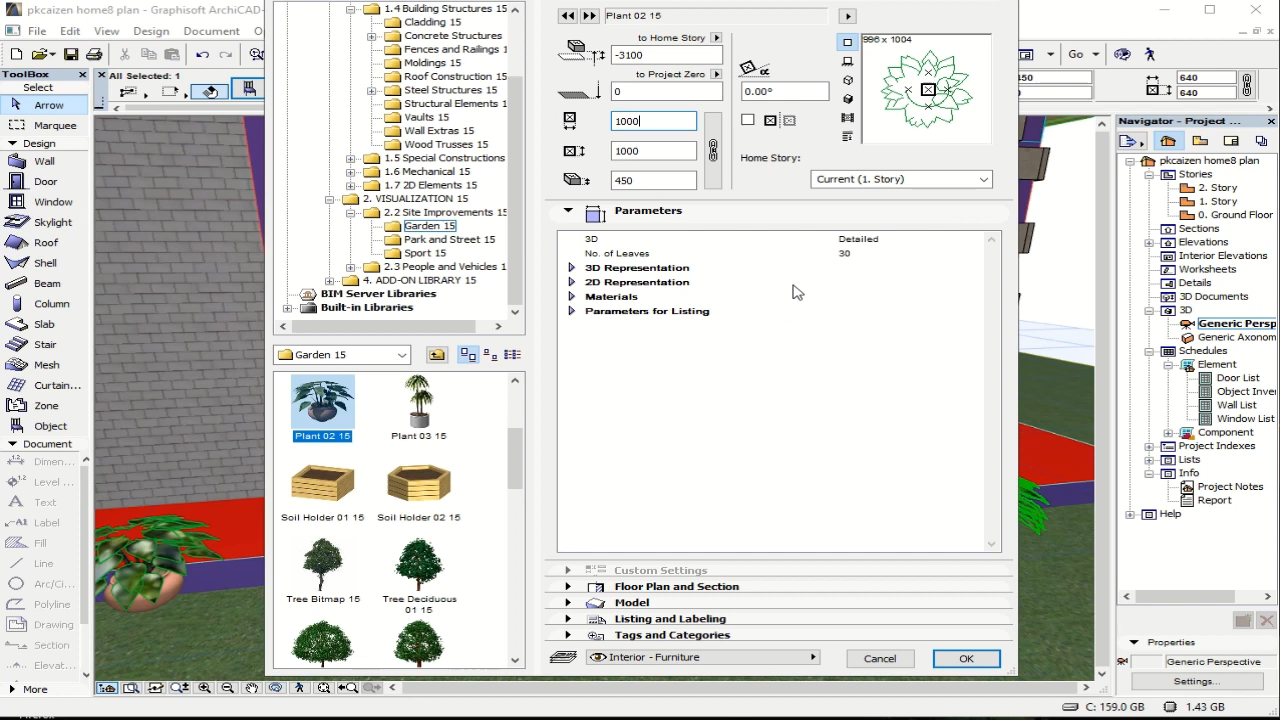 pkcaizen home8 plan - Graphisoft ArchiCAD-
File Edit View Design Document O
Go
ToolBox
Select
Arrow
Marquee
Design
Wall
Door
Window
Skylight
Roof
Shell
Beam
Column
Slab
Stair
Mesh
Curtain...
Zone
Object
Document
Dimen...
Level ...
Text
Label
Fill
Line
Arc/Ci...
Polyline
Drawing
Section
Elevat...
More
All Selected: 1
1.4 Building Structures 15
Cladding 15
Concrete Structures
Fences and Railings 1
Moldings 15
Roof Construction 15
Steel Structures 15
Structural Elements 1
Vaults 15
Wall Extras 15
Wood Trusses 15
1.5 Special Constructions
1.6 Mechanical 15
1.7 2D Elements 15
2. VISUALIZATION 15
2.2 Site Improvements 15
Garden 15
Park and Street 15
Sport 15
2.3 People and Vehicles 1
4. ADD-ON LIBRARY 15
BIM Server Libraries
Built-in Libraries
Garden 15
Plant 02 15
Plant 03 15
Soil Holder 01 15
Soil Holder 02 15
Tree Bitmap 15
Tree Deciduous
01 15
Plant 02 15
to Home Story
-3100
to Project Zero
0
1000
1000
450
0.00°
996 x 1004
Home Story:
Current (1. Story)
Parameters
3D Detailed
No. of Leaves 30
3D Representation
2D Representation
Materials
Parameters for Listing
Custom Settings
Floor Plan and Section
Model
Listing and Labeling
Tags and Categories
Interior - Furniture
Cancel
OK
450
640
640
Navigator - Project ...
pkcaizen home8 plan
Stories
2. Story
1. Story
0. Ground Floor
Sections
Elevations
Interior Elevations
Worksheets
Details
3D Documents
3D
Generic Persp
Generic Axonom
Schedules
Element
Door List
Object Inver
Wall List
Window List
Component
Project Indexes
Lists
Info
Project Notes
Report
Help
Properties
Generic Perspective
Settings...
C: 159.0 GB
1.43 GB